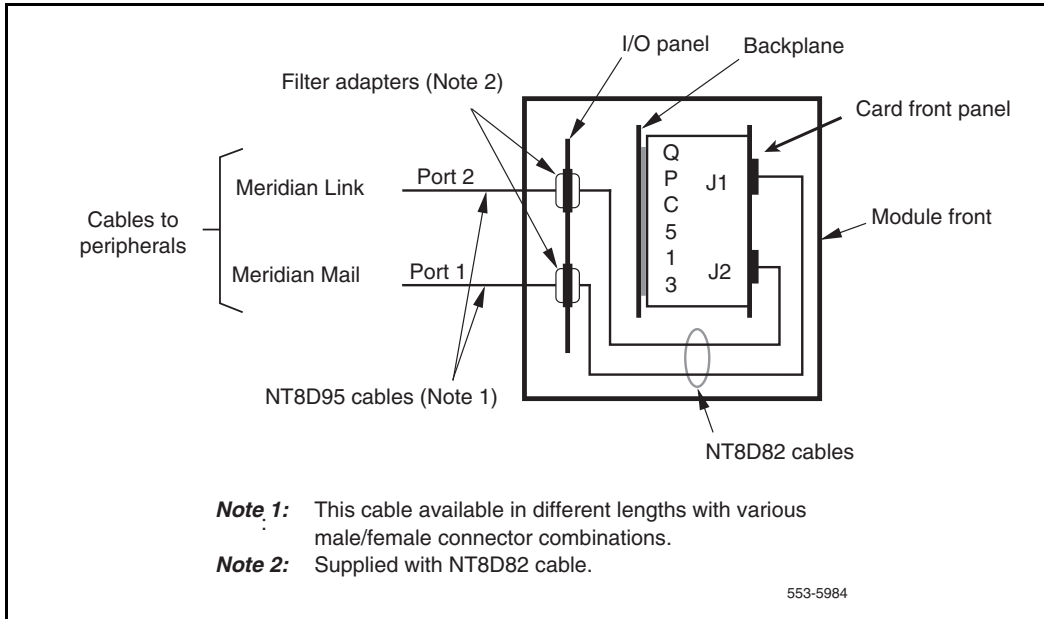 I/O panel
Backplane
Filter adapters (Note 2)
Card front panel
Q
P
C
5
1
3
J1
J2
Port 2
Meridian Link
Cables to
peripherals
Module front
Port 1
Meridian Mail
NT8D95 cables (Note 1)
NT8D82 cables
Note 1: This cable available in different lengths with various
:
male/female connector combinations.
Note 2: Supplied with NT8D82 cable.
553-5984